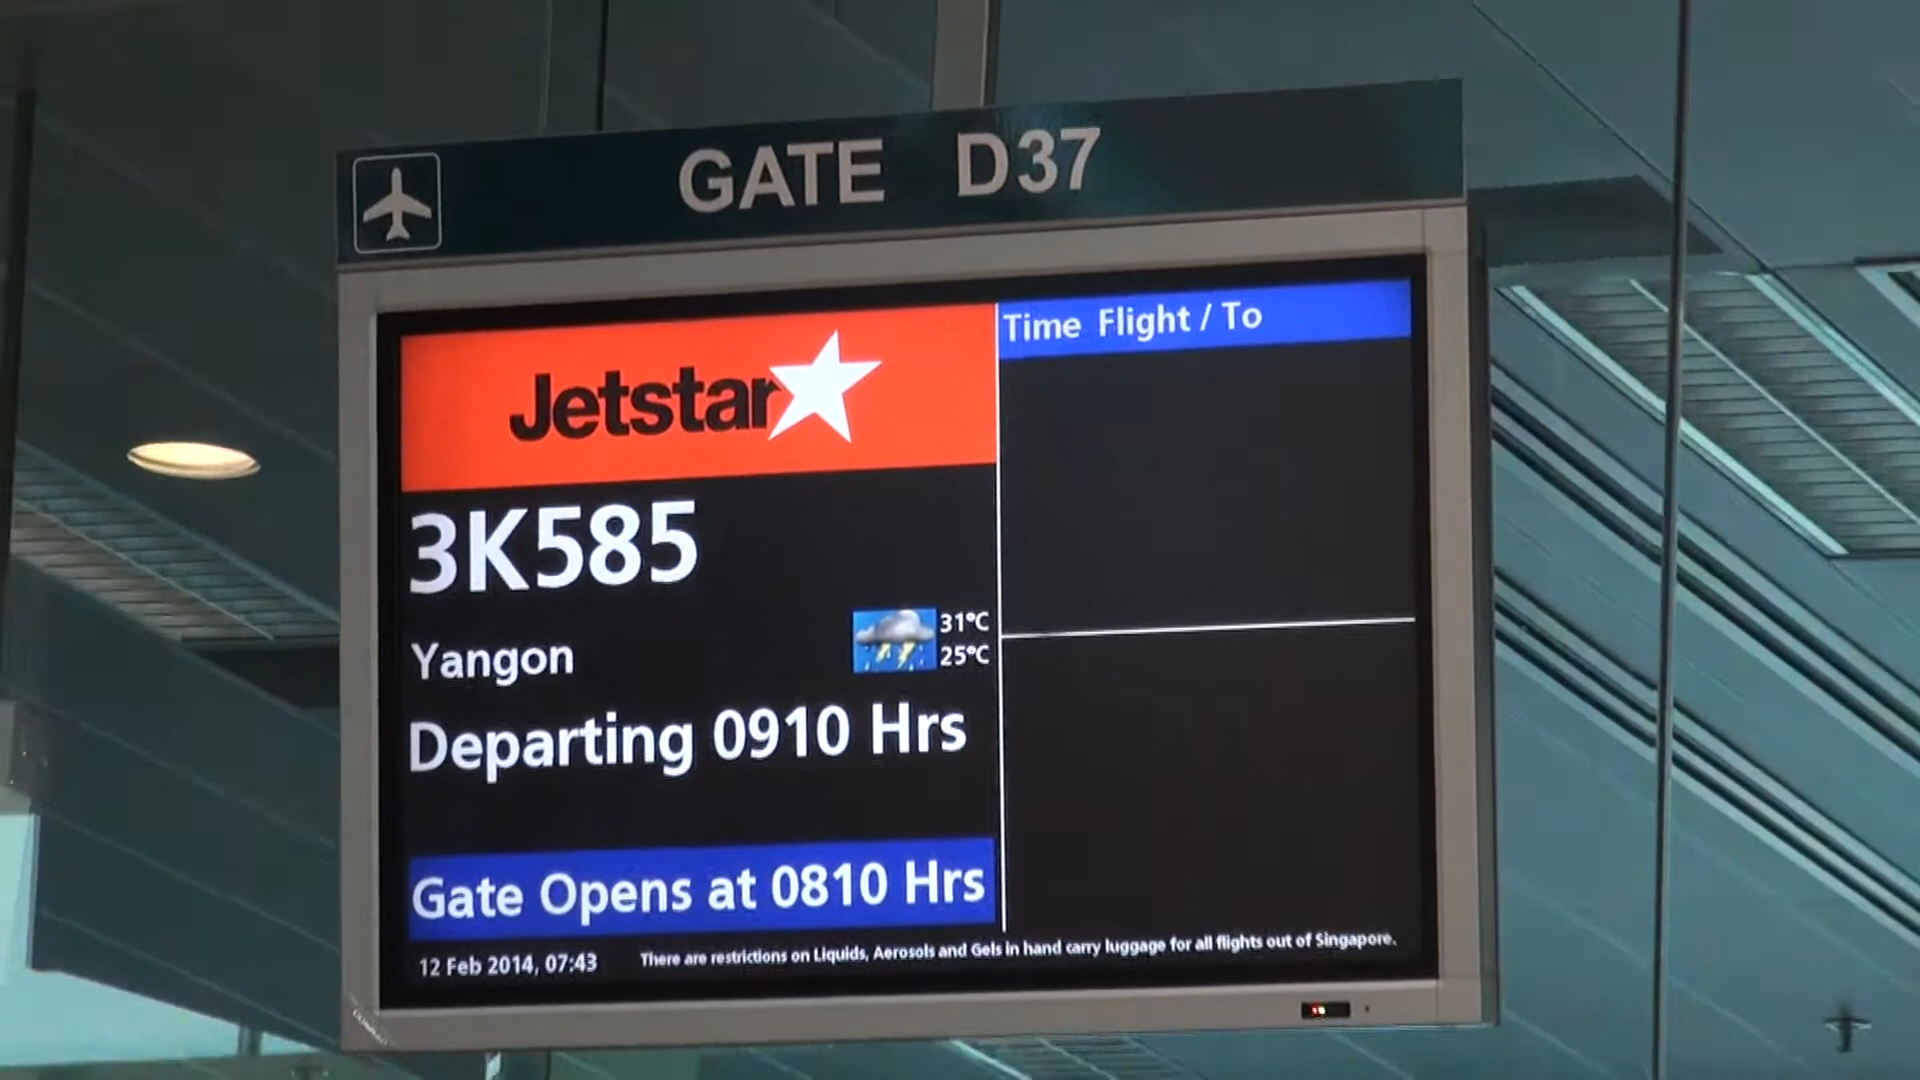 GATE D37
Jetstar
3K585
Yangon
31°C
25°C
Departing 0910 Hrs
Gate Opens at 0810 Hrs
12 Feb 2014, 07:43
Time Flight / To
There are restrictions on Liquids, Aerosols and Gels in hand carry luggage for all flights out of Singapore.